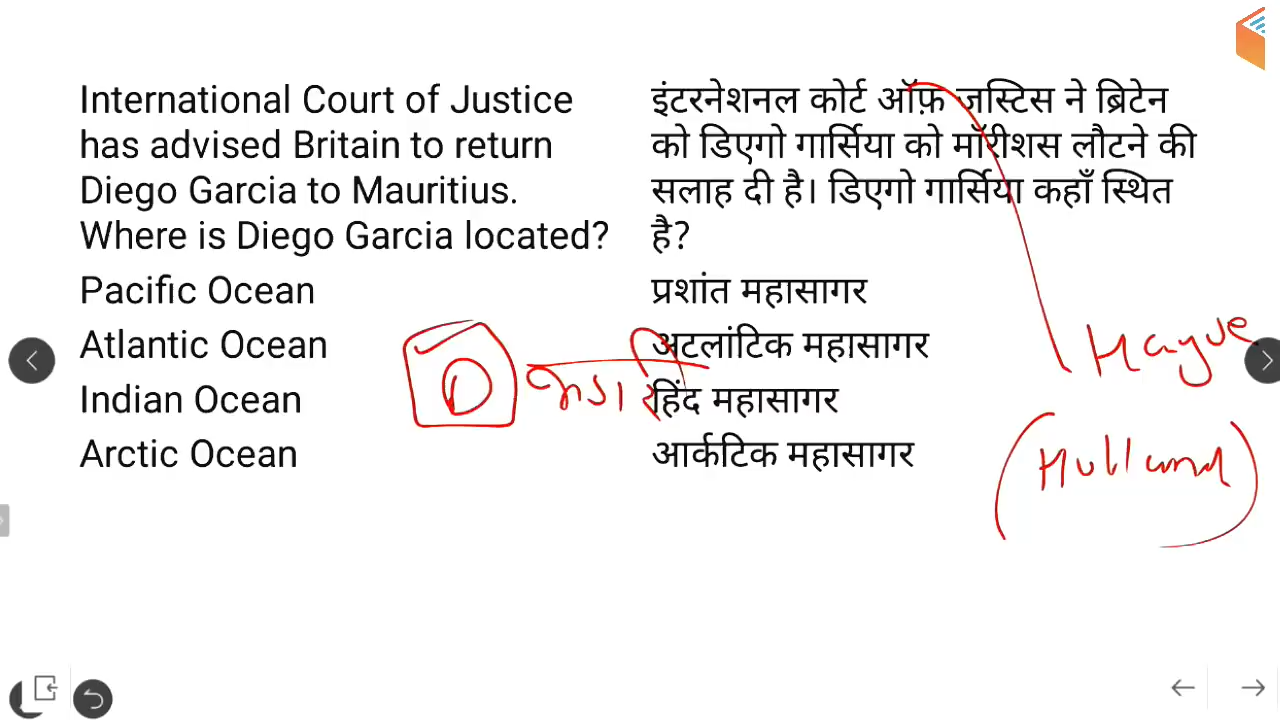 International Court of Justice
has advised Britain to return
Diego Garcia to Mauritius.
Where is Diego Garcia located?
Pacific Ocean
Atlantic Ocean
Indian Ocean
Arctic Ocean
इंटरनेशनल कोर्ट ऑफ़ जस्टिस ने ब्रिटेन
को डिएगो गार्सिया को मॉरीशस लौटने की
सलाह दी है। डिएगो गार्सिया कहाँ स्थित
है?
प्रशांत महासागर
अटलांटिक महासागर
हिंद महासागर
आर्कटिक महासागर
D
Hague
(Holland)